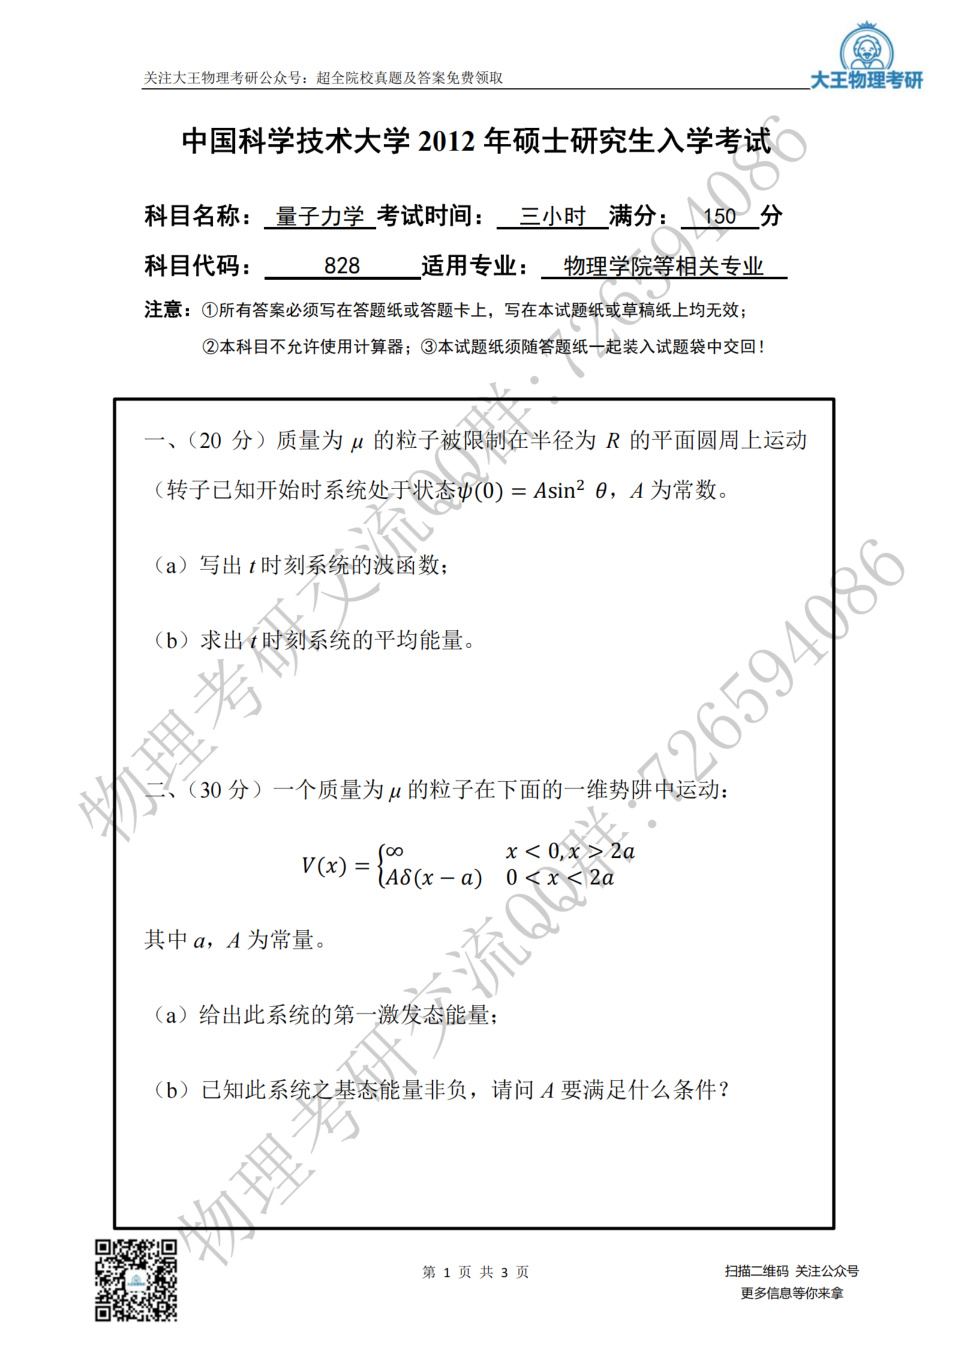 关注大王物理考研公众号：超全院校真题及答案免费领取
大王物理考研
中国科学技术大学 2012 年硕士研究生入学考试
科目名称： 量子力学 考试时间： 三小时 满分： 150 分
科目代码： 828 适用专业： 物理学院等相关专业
注意：①所有答案必须写在答题纸或答题卡上，写在本试题纸或草稿纸上均无效；
②本科目不允许使用计算器；③本试题纸须随答题纸一起装入试题袋中交回！
一、（20 分）质量为 μ 的粒子被限制在半径为 R 的平面圆周上运动
（转子已知开始时系统处于状态ψ(0) = Asin² θ，A 为常数。
（a）写出 t 时刻系统的波函数；
（b）求出 t 时刻系统的平均能量。
二、（30 分）一个质量为 μ 的粒子在下面的一维势阱中运动：
V(x) = {∞ x < 0, x > 2a
Aδ(x − a) 0 < x < 2a
其中 a，A 为常量。
（a）给出此系统的第一激发态能量；
（b）已知此系统之基态能量非负，请问 A 要满足什么条件？
物理考研交流QQ群：726594086
物理考研交流QQ群：726594086
大王物理考研
第 1 页 共 3 页
扫描二维码 关注公众号
更多信息等你来拿